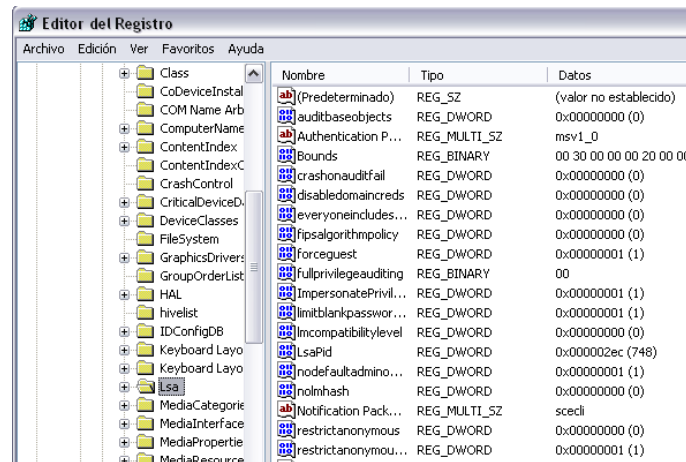 Editor del Registro
Archivo Edición Ver Favoritos Ayuda
Class
CoDeviceInstal
COM Name Arb
ComputerName
ContentIndex
ContentIndexC
CrashControl
CriticalDeviceD
DeviceClasses
FileSystem
GraphicsDrivers
GroupOrderList
HAL
hivelist
IDConfigDB
Keyboard Layo
Keyboard Layo
Lsa
MediaCategorie
MediaInterface
MediaPropertie
MediaResource
Nombre Tipo Datos
(Predeterminado) REG_SZ (valor no establecido)
auditbaseobjects REG_DWORD 0x00000000 (0)
Authentication P... REG_MULTI_SZ msv1_0
Bounds REG_BINARY 00 30 00 00 00 20 00 00
crashonauditfail REG_DWORD 0x00000000 (0)
disabledomaincreds REG_DWORD 0x00000000 (0)
everyoneincludes... REG_DWORD 0x00000000 (0)
fipsalgorithmpolicy REG_DWORD 0x00000000 (0)
forceguest REG_DWORD 0x00000001 (1)
fullprivilegeauditing REG_BINARY 00
ImpersonatePrivil... REG_DWORD 0x00000001 (1)
limitblankpasswor... REG_DWORD 0x00000001 (1)
lmcompatibilitylevel REG_DWORD 0x00000000 (0)
LsaPid REG_DWORD 0x000002ec (748)
nodefaultadmino... REG_DWORD 0x00000001 (1)
nolmhash REG_DWORD 0x00000000 (0)
Notification Pack... REG_MULTI_SZ scecli
restrictanonymous REG_DWORD 0x00000000 (0)
restrictanonymou... REG_DWORD 0x00000001 (1)